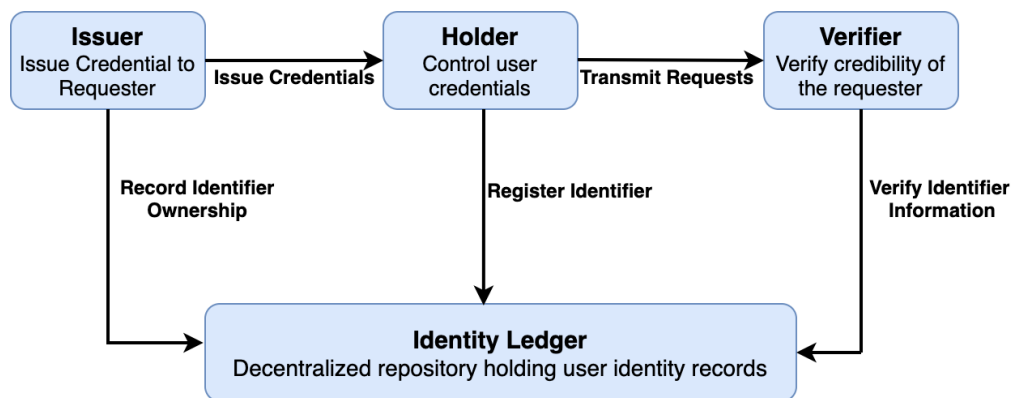 Issuer
Issue Credential to
Requester
Issue Credentials
Holder
Control user
credentials
Transmit Requests
Verifier
Verify credibility of
the requester
Record Identifier
Ownership
Register Identifier
Verify Identifier
Information
Identity Ledger
Decentralized repository holding user identity records